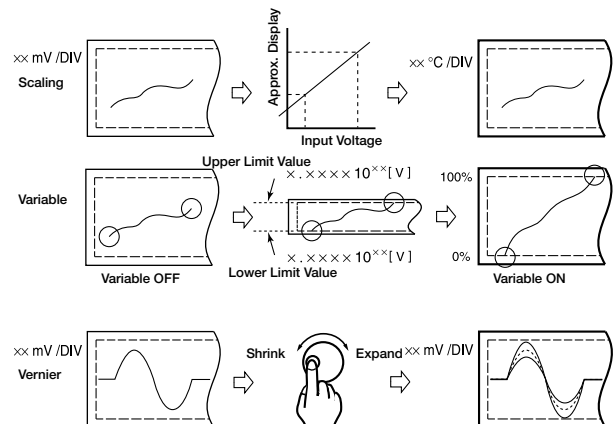 ×× mV /DIV
Scaling
Approx. Display
Input Voltage
×× °C /DIV
Variable
Upper Limit Value
×.×××× 10××[ V ]
×.×××× 10××[ V ]
Lower Limit Value
Variable OFF
100%
0%
Variable ON
×× mV /DIV
Vernier
Shrink
Expand
×× mV /DIV